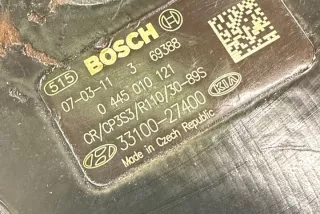 515 BOSCH
07-03-11 3 69388
0 445 010 121
CR/CP3S3/R110/30-89S
33100-27400 KIA
Made in Czech Republic